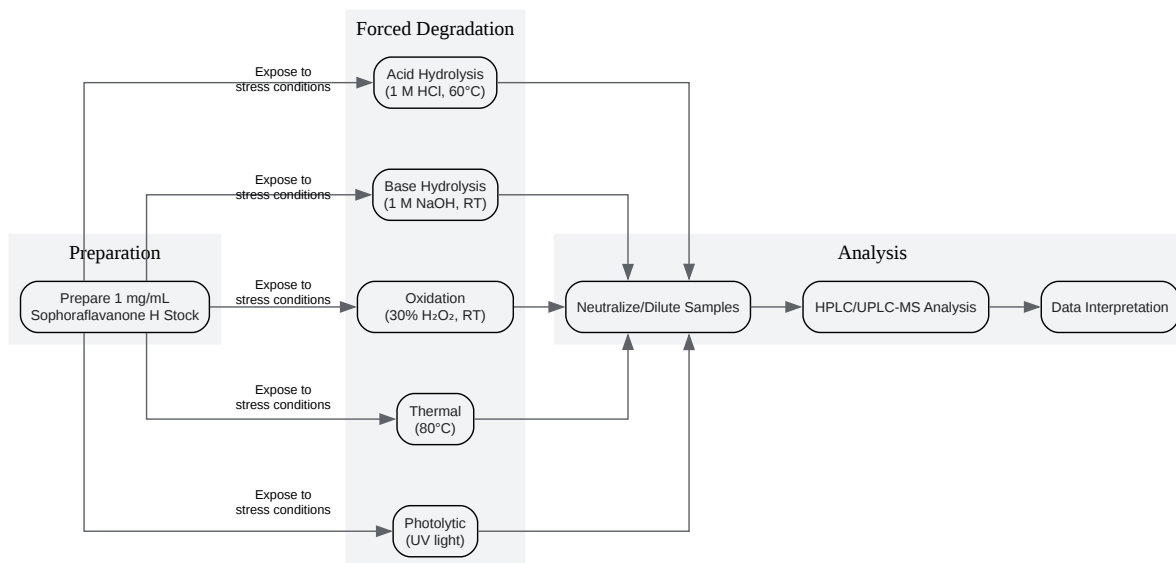 Forced Degradation
Expose to
stress conditions
Acid Hydrolysis
(1 M HCl, 60°C)
Expose to
stress conditions
Base Hydrolysis
(1 M NaOH, RT)
Preparation
Analysis
Prepare 1 mg/mL
Sophoraflavanone H Stock
Expose to
stress conditions
Oxidation
(30% H₂O₂, RT)
Neutralize/Dilute Samples
HPLC/UPLC-MS Analysis
Data Interpretation
Expose to
stress conditions
Thermal
(80°C)
Expose to
stress conditions
Photolytic
(UV light)